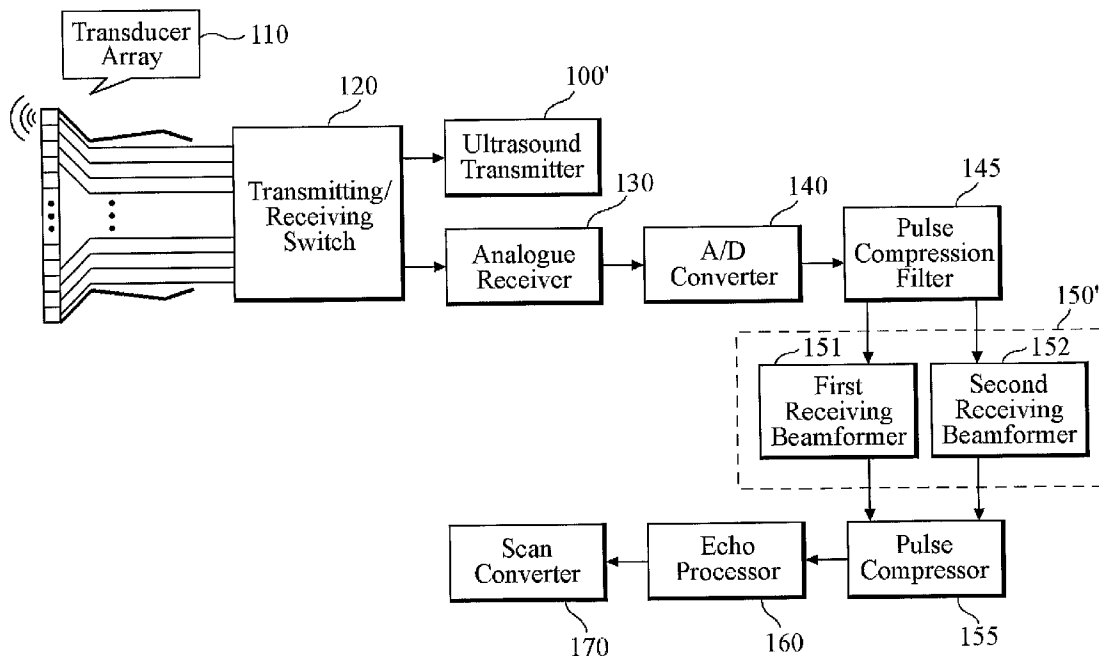 Transducer
Array
110
120
100'
Transmitting/
Receiving
Switch
Ultrasound
Transmitter
130
Analogue
Receiver
140
A/D
Converter
145
Pulse
Compression
Filter
150'
151
First
Receiving
Beamformer
152
Second
Receiving
Beamformer
Scan
Converter
170
Echo
Processor
160
Pulse
Compressor
155